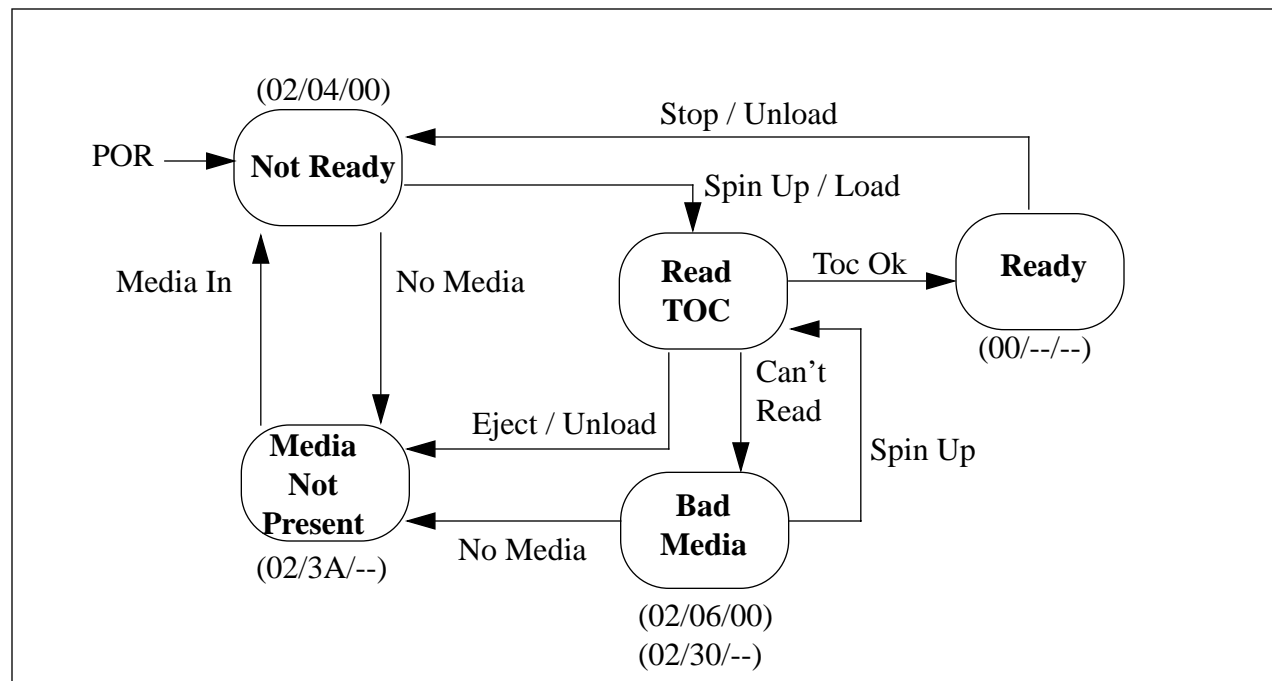 (02/04/00)
POR
Not Ready
Stop / Unload
Spin Up / Load
Media In
No Media
Read
TOC
Toc Ok
Ready
(00/--/--)
Can't
Read
Eject / Unload
Spin Up
Media
Not
Present
(02/3A/--)
No Media
Bad
Media
(02/06/00)
(02/30/--)